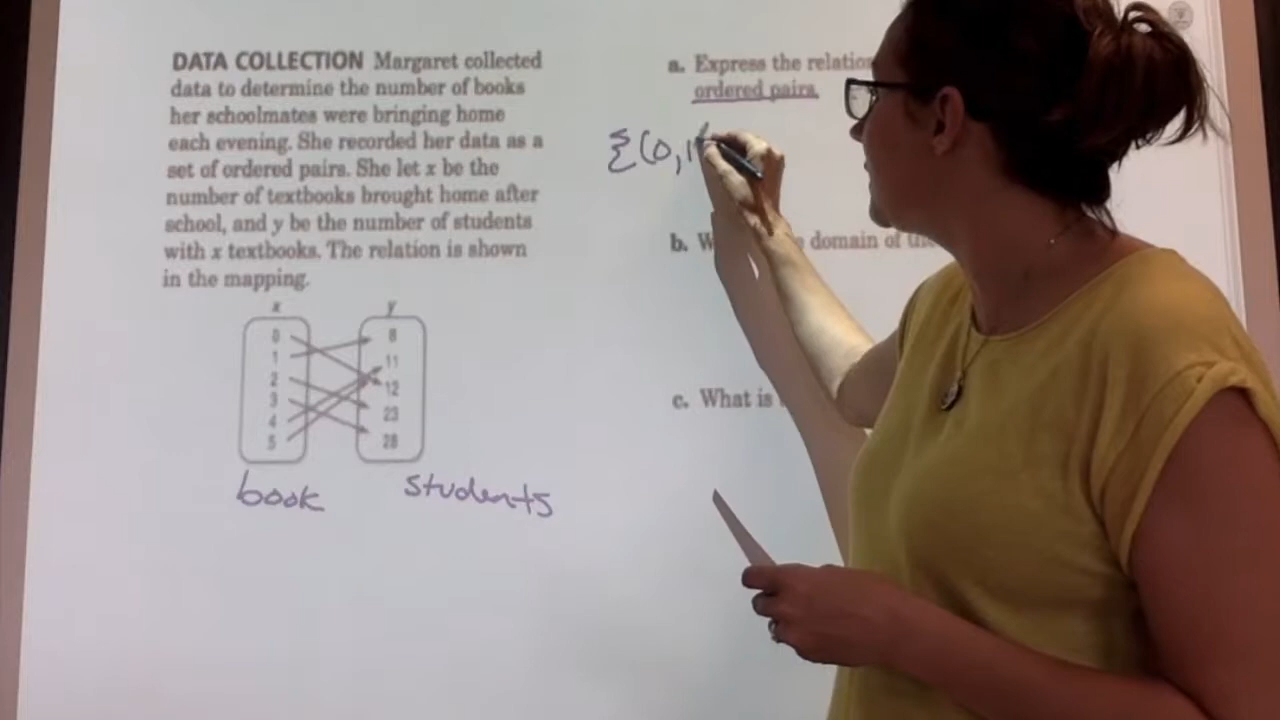 DATA COLLECTION Margaret collected
data to determine the number of books
her schoolmates were bringing home
each evening. She recorded her data as a
set of ordered pairs. She let x be the
number of textbooks brought home after
school, and y be the number of students
with x textbooks. The relation is shown
in the mapping.
x y
0 8
1 11
2 12
3 23
4 28
5
book students
a. Express the relation
ordered pairs.
{(0,1
b. domain of
c. What is